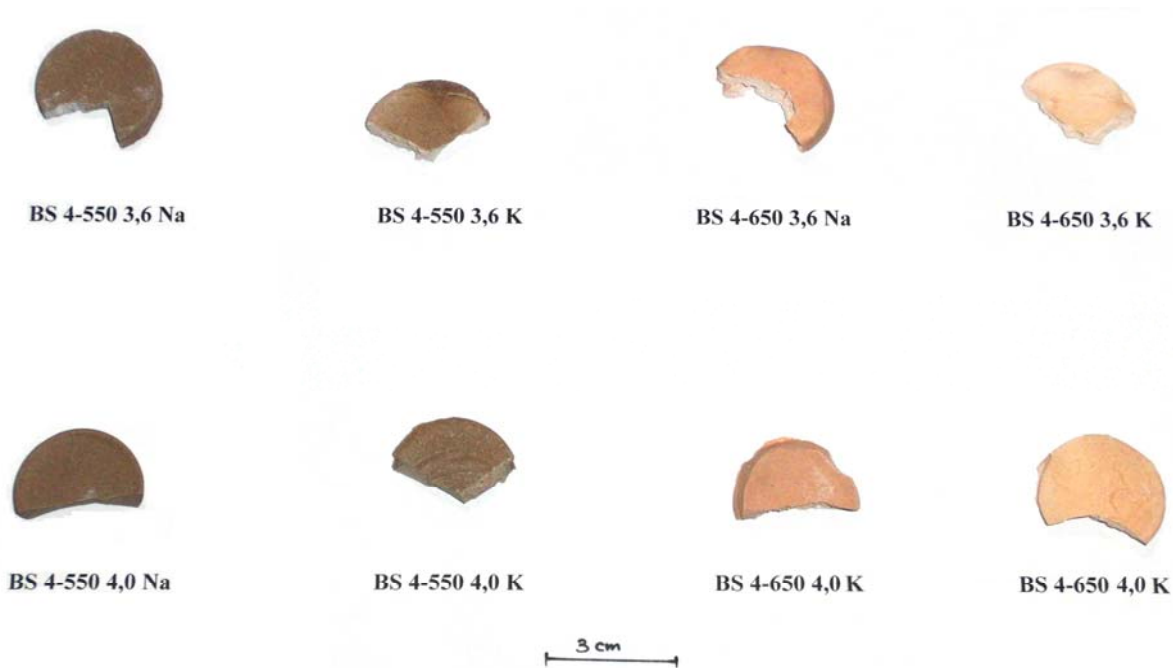 BS 4-550 3,6 Na
BS 4-550 3,6 K
BS 4-650 3,6 Na
BS 4-650 3,6 K
BS 4-550 4,0 Na
BS 4-550 4,0 K
BS 4-650 4,0 K
BS 4-650 4,0 K
3 cm